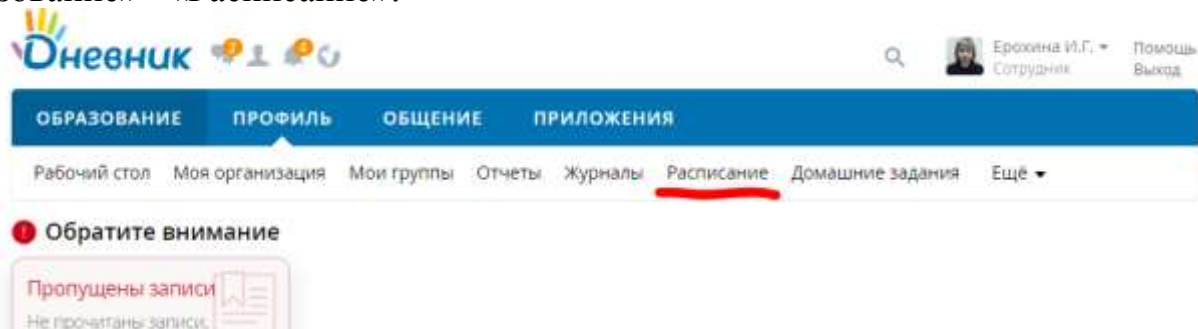 Дневник
Ерохина И.Г.
Сотрудник
Помощь
Выход
ОБРАЗОВАНИЕ ПРОФИЛЬ ОБЩЕНИЕ ПРИЛОЖЕНИЯ
Рабочий стол Моя организация Мои группы Отчеты Журналы Расписание Домашние задания Ещё
Обратите внимание
Пропущены записи
Не прочитаны записи,